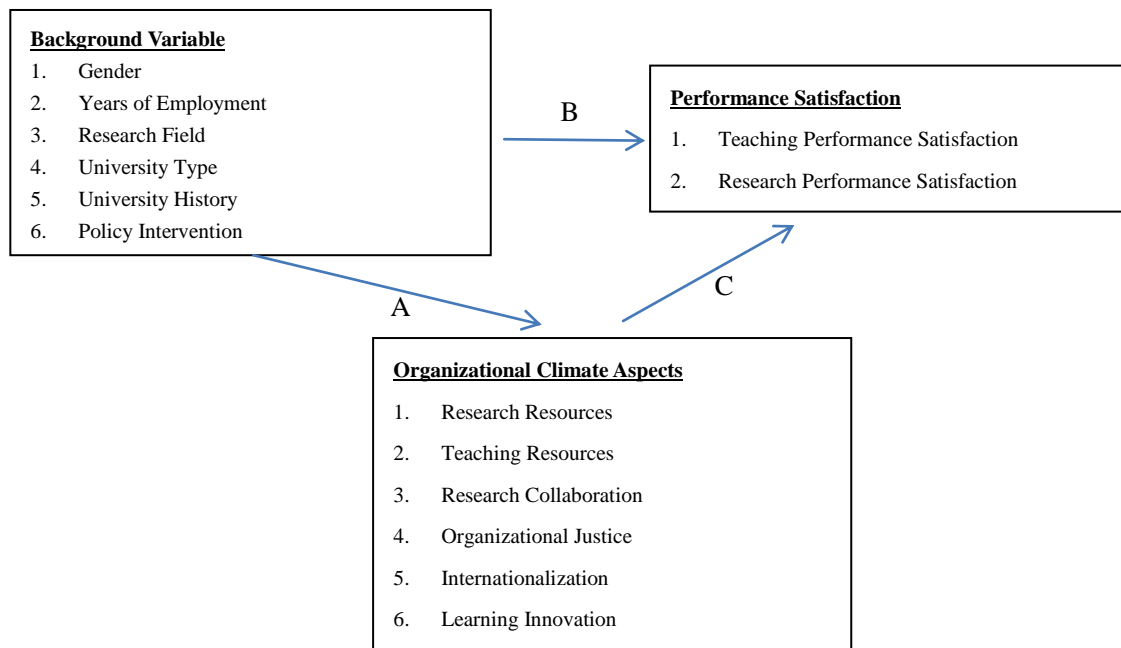 Background Variable
1. Gender
2. Years of Employment
3. Research Field
4. University Type
5. University History
6. Policy Intervention
B
Performance Satisfaction
1. Teaching Performance Satisfaction
2. Research Performance Satisfaction
A
C
Organizational Climate Aspects
1. Research Resources
2. Teaching Resources
3. Research Collaboration
4. Organizational Justice
5. Internationalization
6. Learning Innovation